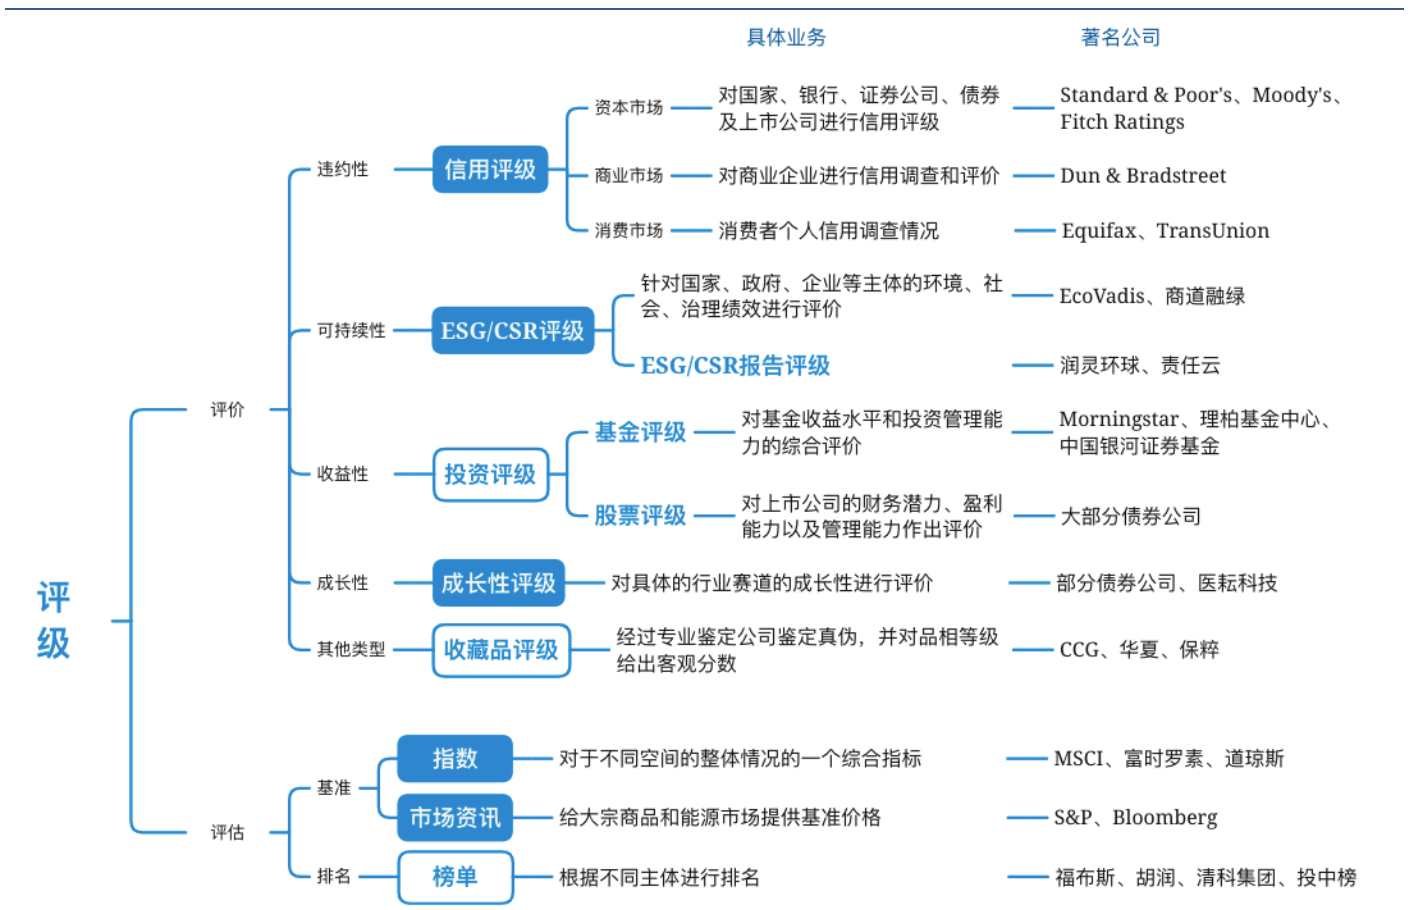 具体业务
著名公司
资本市场
对国家、银行、证券公司、债券
及上市公司进行信用评级
Standard & Poor's、Moody's、
Fitch Ratings
违约性
信用评级
商业市场
对商业企业进行信用调查和评价
Dun & Bradstreet
消费市场
消费者个人信用调查情况
Equifax、TransUnion
针对国家、政府、企业等主体的环境、社
会、治理绩效进行评价
EcoVadis、商道融绿
可持续性
ESG/CSR评级
ESG/CSR报告评级
润灵环球、责任云
评价
基金评级
对基金收益水平和投资管理能
力的综合评价
Morningstar、理柏基金中心、
中国银河证券基金
收益性
投资评级
股票评级
对上市公司的财务潜力、盈利
能力以及管理能力作出评价
大部分债券公司
成长性
成长性评级
对具体的行业赛道的成长性进行评价
部分债券公司、医耘科技
评
级
其他类型
收藏品评级
经过专业鉴定公司鉴定真伪，并对品相等级
给出客观分数
CCG、华夏、保粹
指数
对于不同空间的整体情况的一个综合指标
MSCI、富时罗素、道琼斯
基准
市场资讯
给大宗商品和能源市场提供基准价格
S&P、Bloomberg
评估
排名
榜单
根据不同主体进行排名
福布斯、胡润、清科集团、投中榜